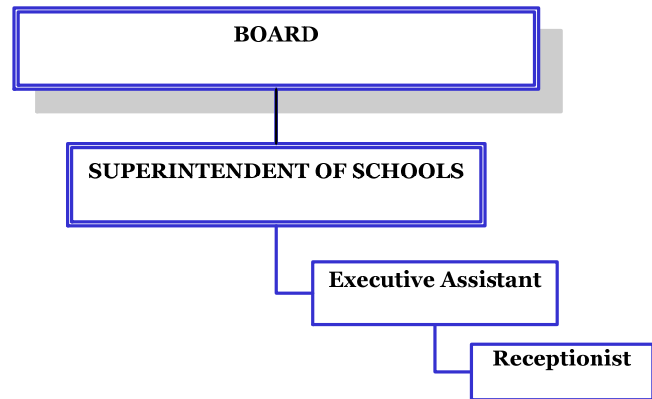 BOARD
SUPERINTENDENT OF SCHOOLS
Executive Assistant
Receptionist